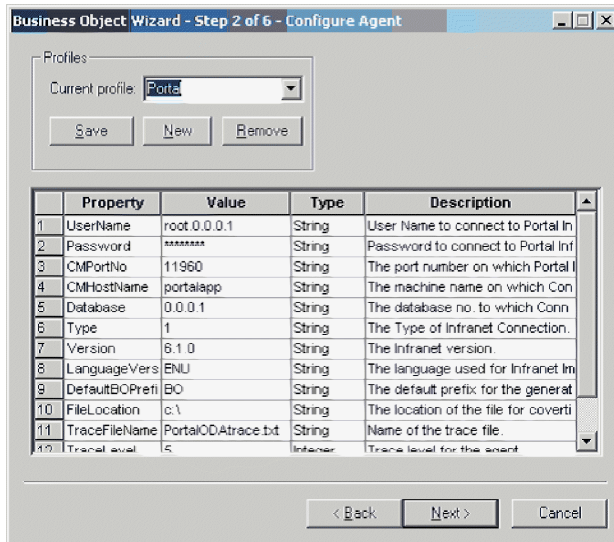 Business Object Wizard - Step 2 of 6 - Configure Agent
Profiles
Current profile: Portal
Save New Remove
Property Value Type Description
1 UserName root.0.0.0.1 String User Name to connect to Portal In
2 Password ******** String Password to connect to Portal Inf
3 CMPortNo 11960 String The port number on which Portal I
4 CMHostName portalapp String The machine name on which Con
5 Database 0.0.0.1 String The database no. to which Conn
6 Type 1 String The Type of Infranet Connection.
7 Version 6.1.0 String The Infranet version.
8 LanguageVers ENU String The language used for Infranet Im
9 DefaultBOPrefi BO String The default prefix for the generat
10 FileLocation c:\ String The location of the file for coverti
11 TraceFileName PortalODAtrace.txt String Name of the trace file.
12 TraceLevel 5 Integer Trace level for the agent
< Back Next > Cancel